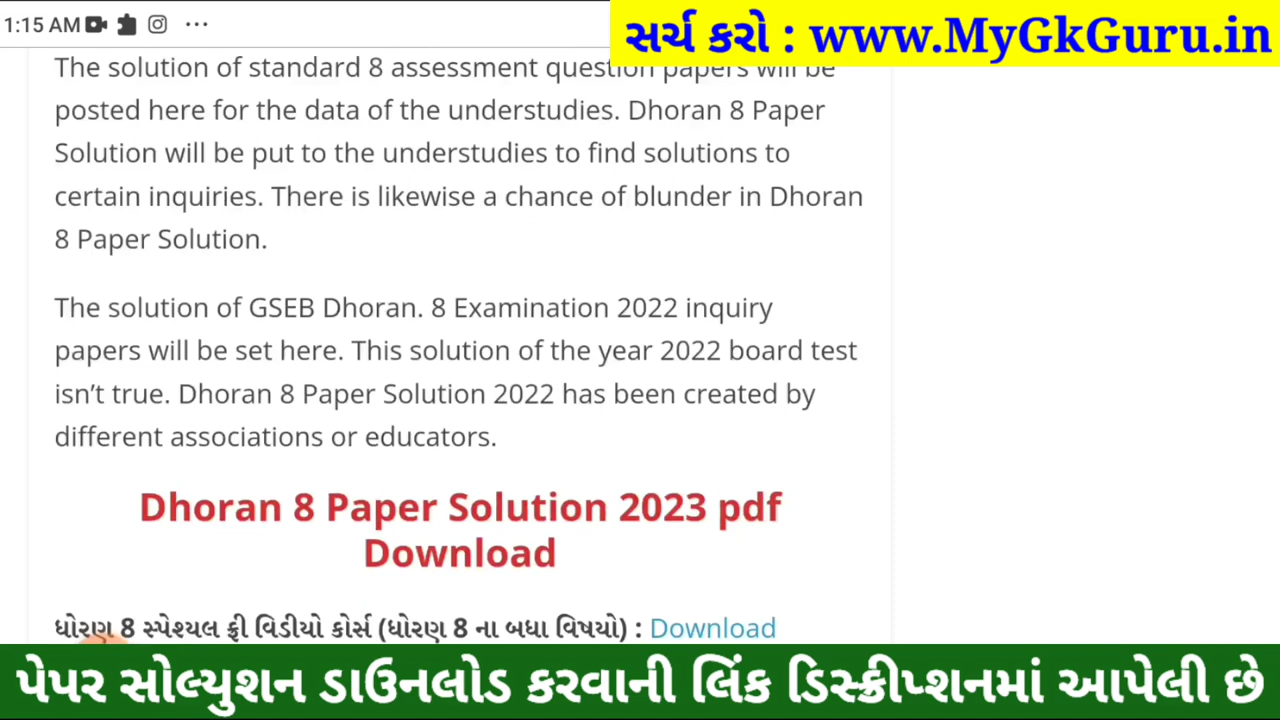 1:15 AM ...
સર્ચ કરો : www.MyGkGuru.in
The solution of standard 8 assessment question papers will be
posted here for the data of the understudies. Dhoran 8 Paper
Solution will be put to the understudies to find solutions to
certain inquiries. There is likewise a chance of blunder in Dhoran
8 Paper Solution.
The solution of GSEB Dhoran. 8 Examination 2022 inquiry
papers will be set here. This solution of the year 2022 board test
isn’t true. Dhoran 8 Paper Solution 2022 has been created by
different associations or educators.
Dhoran 8 Paper Solution 2023 pdf
Download
ધોરણ 8 સ્પેશ્યલ ફ્રી વિડીયો કોર્સ (ધોરણ 8 ના બધા વિષયો) : Download
પેપર સોલ્યુશન ડાઉનલોડ કરવાની લિંક ડિસ્ક્રીપ્શનમાં આપેલી છે